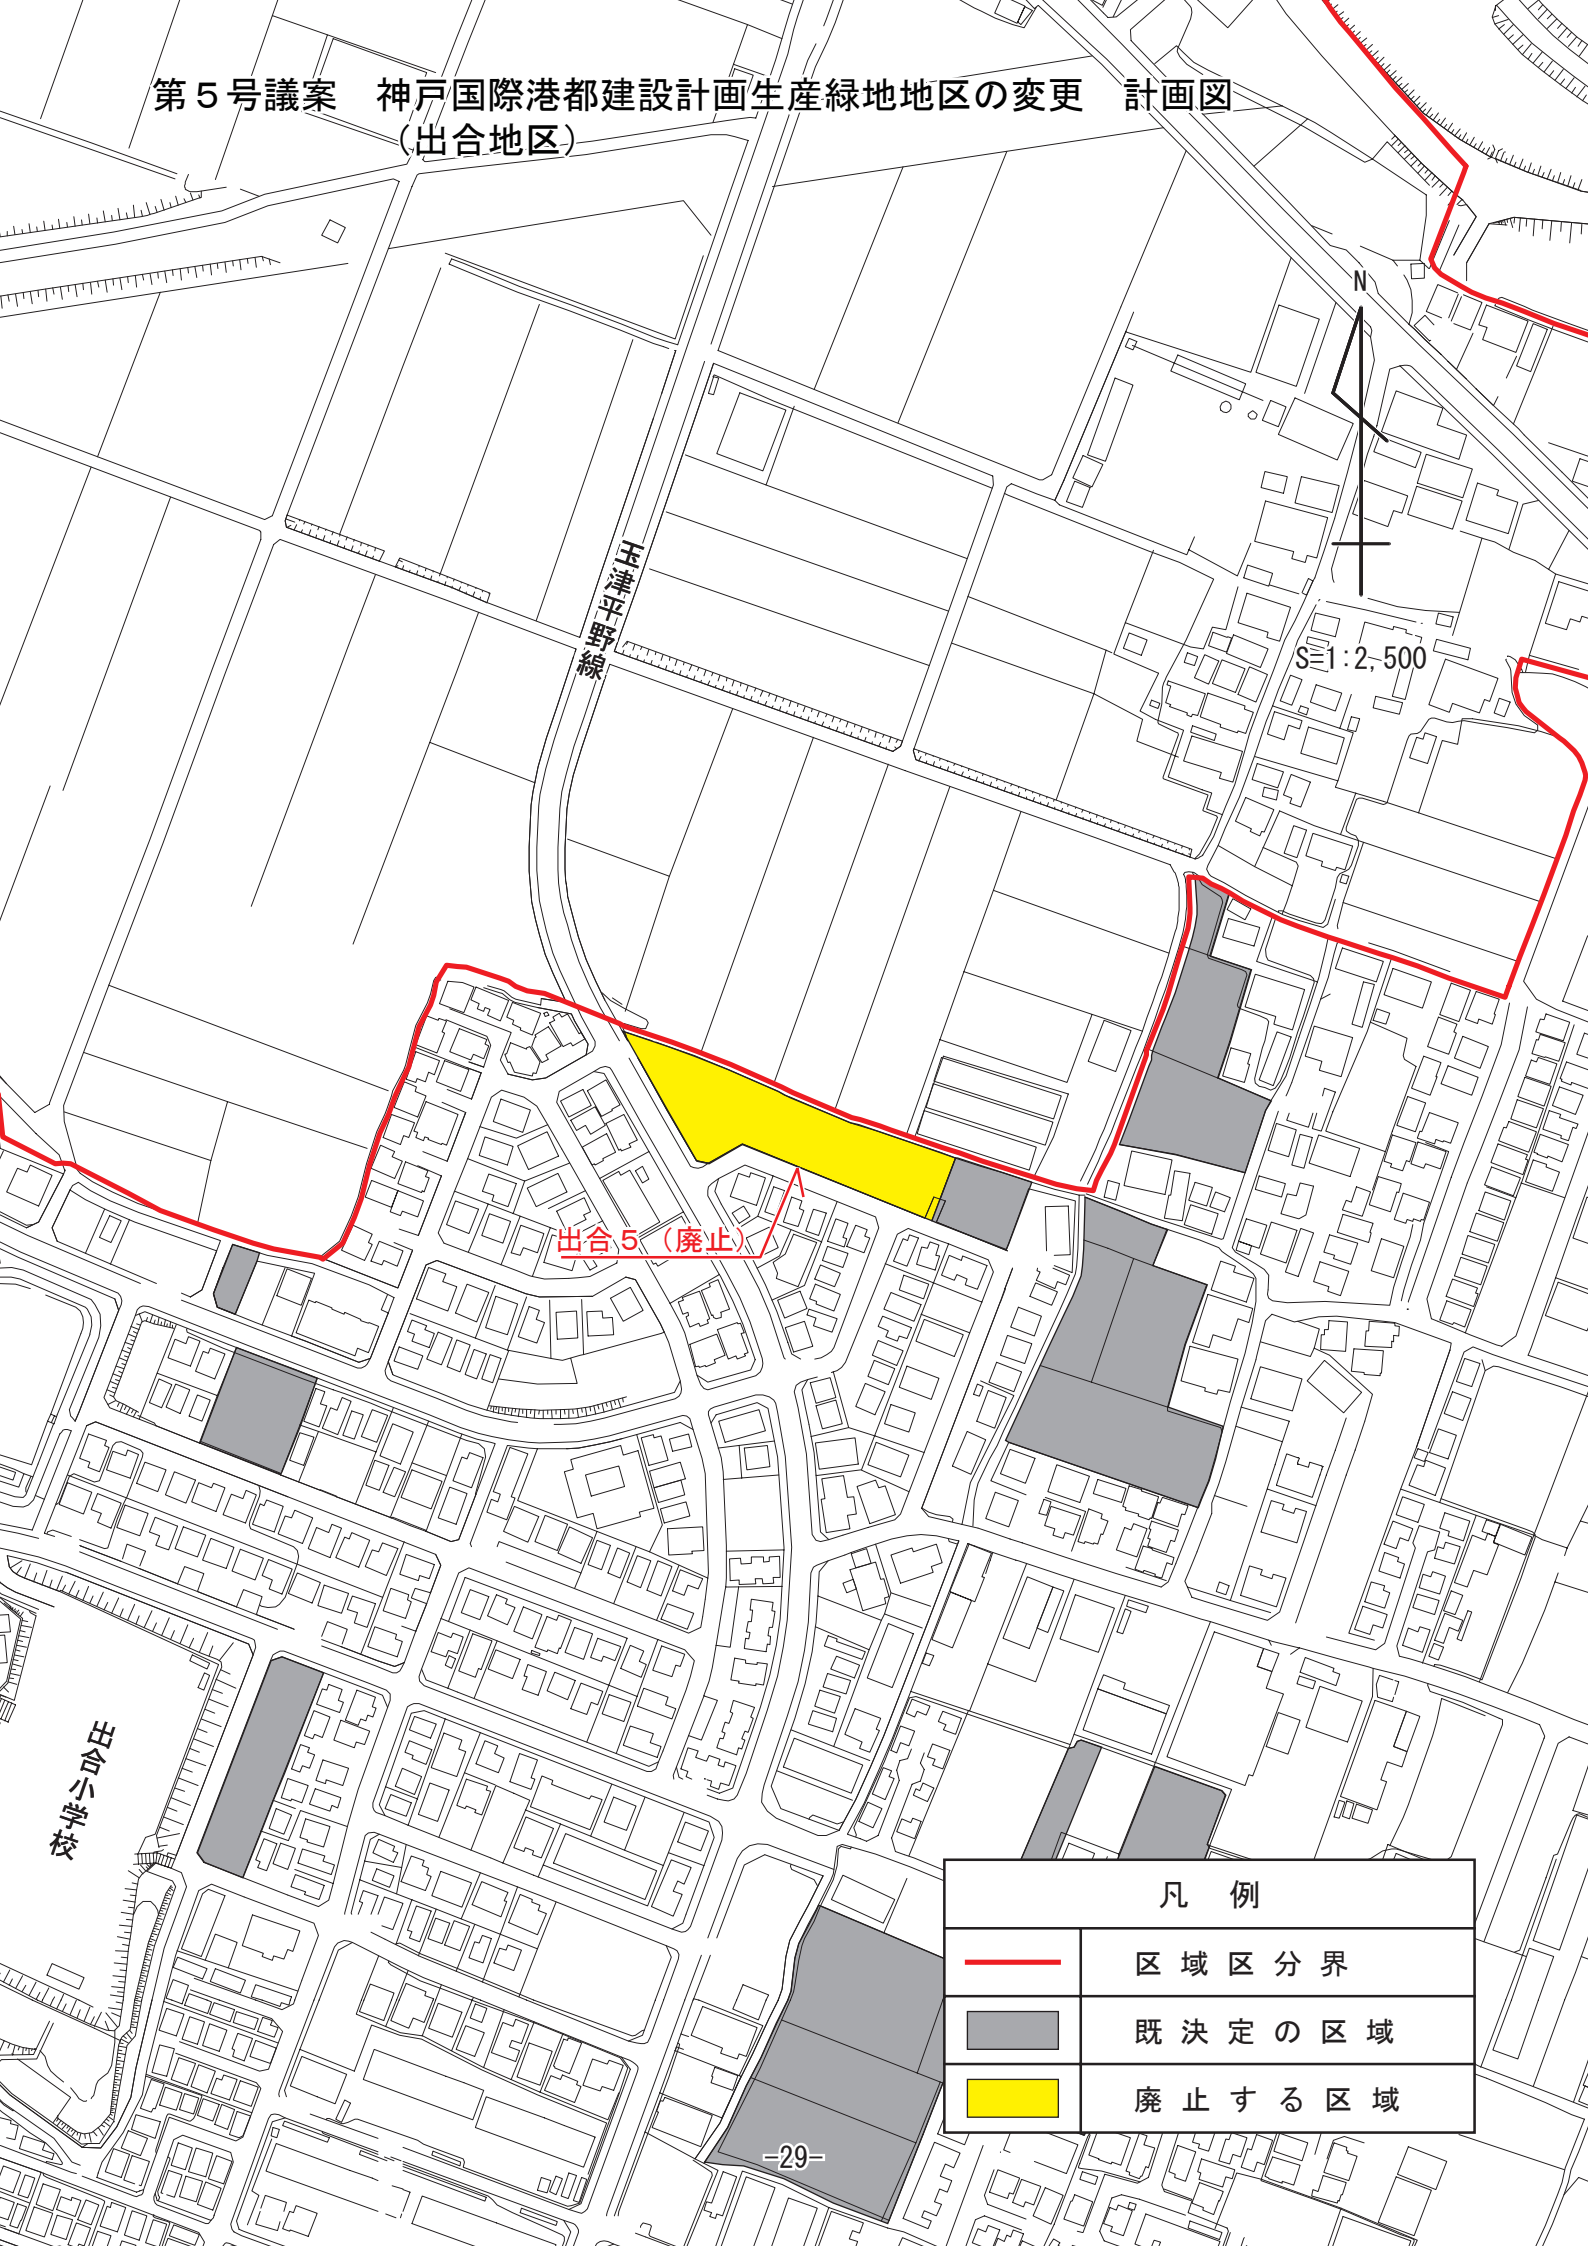 第５号議案　神戸国際港都建設計画生産緑地地区の変更　計画図
（出合地区）
N
S=1:2,500
玉津平野線
出合５（廃止）
出合小学校
凡　例
区域区分界
既決定の区域
廃止する区域
-29-